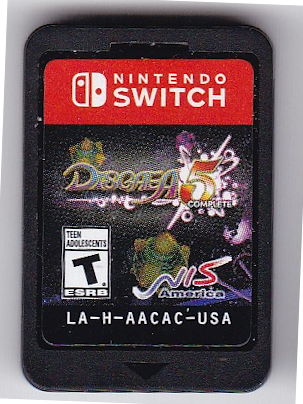 NINTENDO
SWITCH
DISGAEA 5
COMPLETE
TEEN
ADOLESCENTS
T
ESRB
NIS
America
LA-H-AACAC-USA